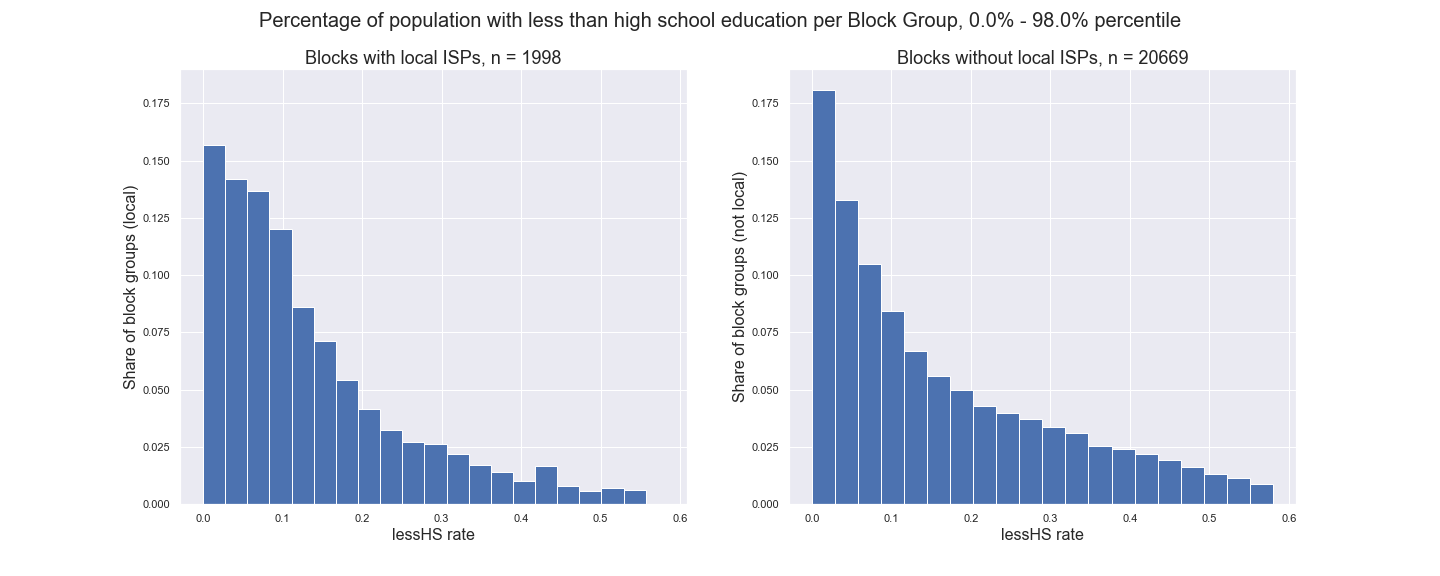 Percentage of population with less than high school education per Block Group, 0.0% - 98.0% percentile
Blocks with local ISPs, n = 1998
Share of block groups (local)
0.175
0.150
0.125
0.100
0.075
0.050
0.025
0.000
0.0 0.1 0.2 0.3 0.4 0.5 0.6
lessHS rate
Blocks without local ISPs, n = 20669
Share of block groups (not local)
0.175
0.150
0.125
0.100
0.075
0.050
0.025
0.000
0.0 0.1 0.2 0.3 0.4 0.5 0.6
lessHS rate